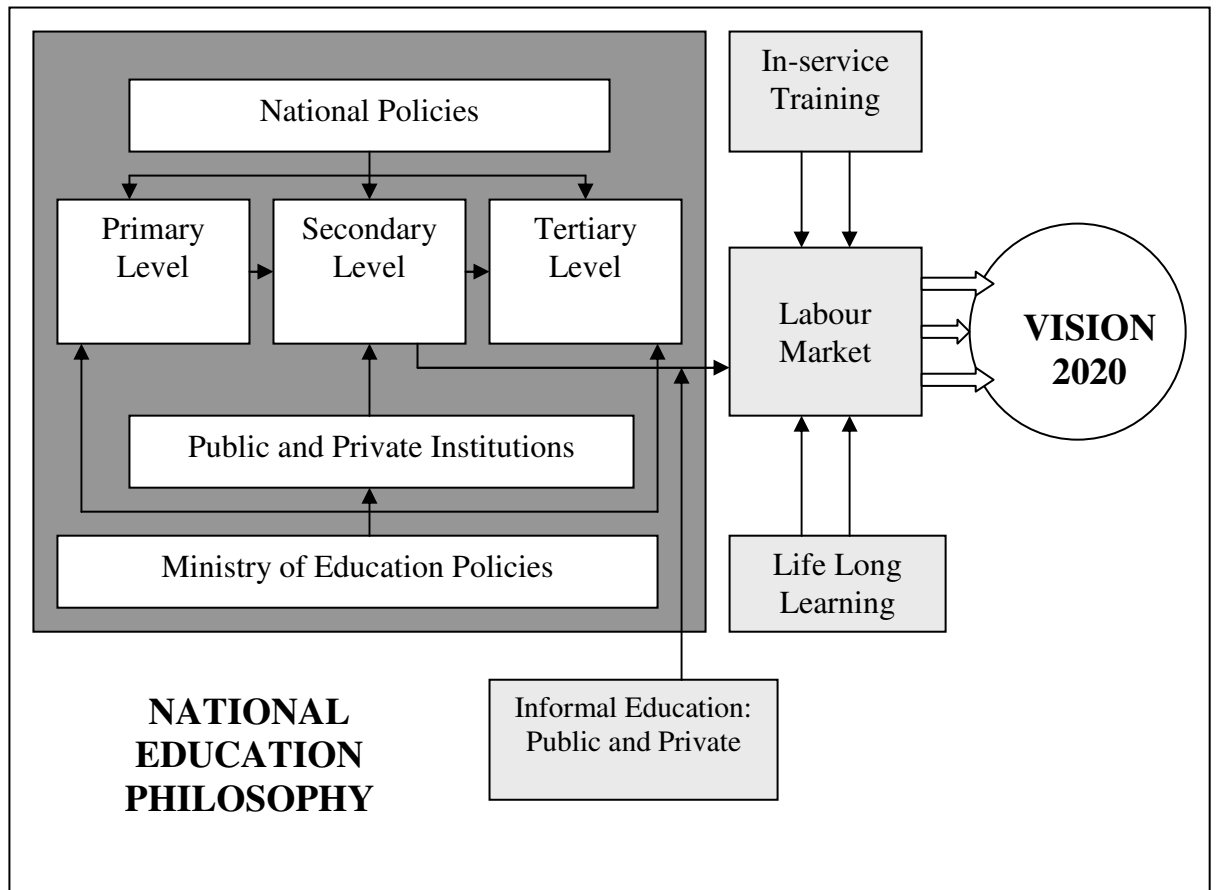 National Policies
Primary
Level
Secondary
Level
Tertiary
Level
Public and Private Institutions
Ministry of Education Policies
In-service
Training
Labour
Market
VISION
2020
Life Long
Learning
Informal Education:
Public and Private
NATIONAL
EDUCATION
PHILOSOPHY